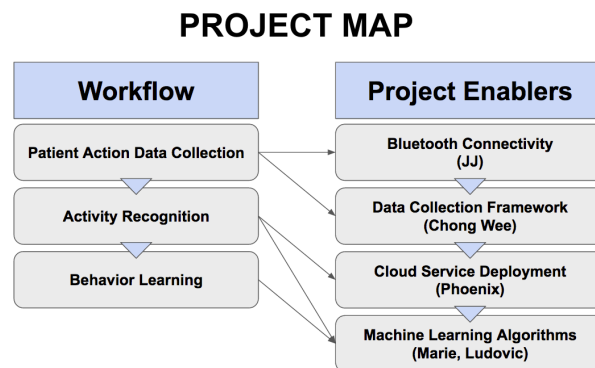 PROJECT MAP
Workflow
Patient Action Data Collection
Activity Recognition
Behavior Learning
Project Enablers
Bluetooth Connectivity
(JJ)
Data Collection Framework
(Chong Wee)
Cloud Service Deployment
(Phoenix)
Machine Learning Algorithms
(Marie, Ludovic)